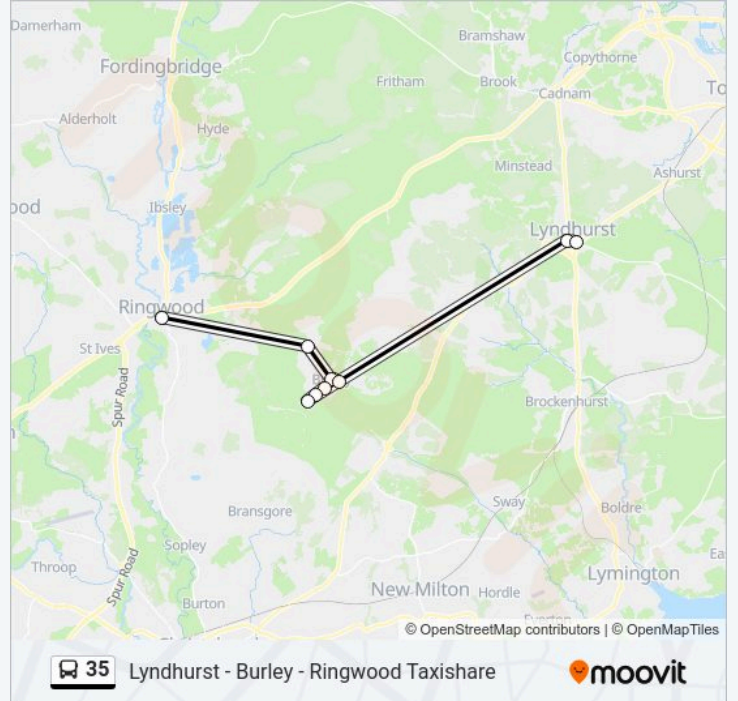 Damerham
Bramshaw
Copythorne
Fordingbridge
Fritham
Brook
Cadnam
To
Alderholt
Hyde
Minstead
Ashurst
Ibsley
Lyndhurst
Ringwood
St Ives
Spur Road
Brockenhurst
Bransgore
Sway
Boldre
Sopley
Throop
Spur Road
New Milton
Hordle
Lymington
Burton
© OpenStreetMap contributors | © OpenMapTiles
35 Lyndhurst - Burley - Ringwood Taxishare
moovit